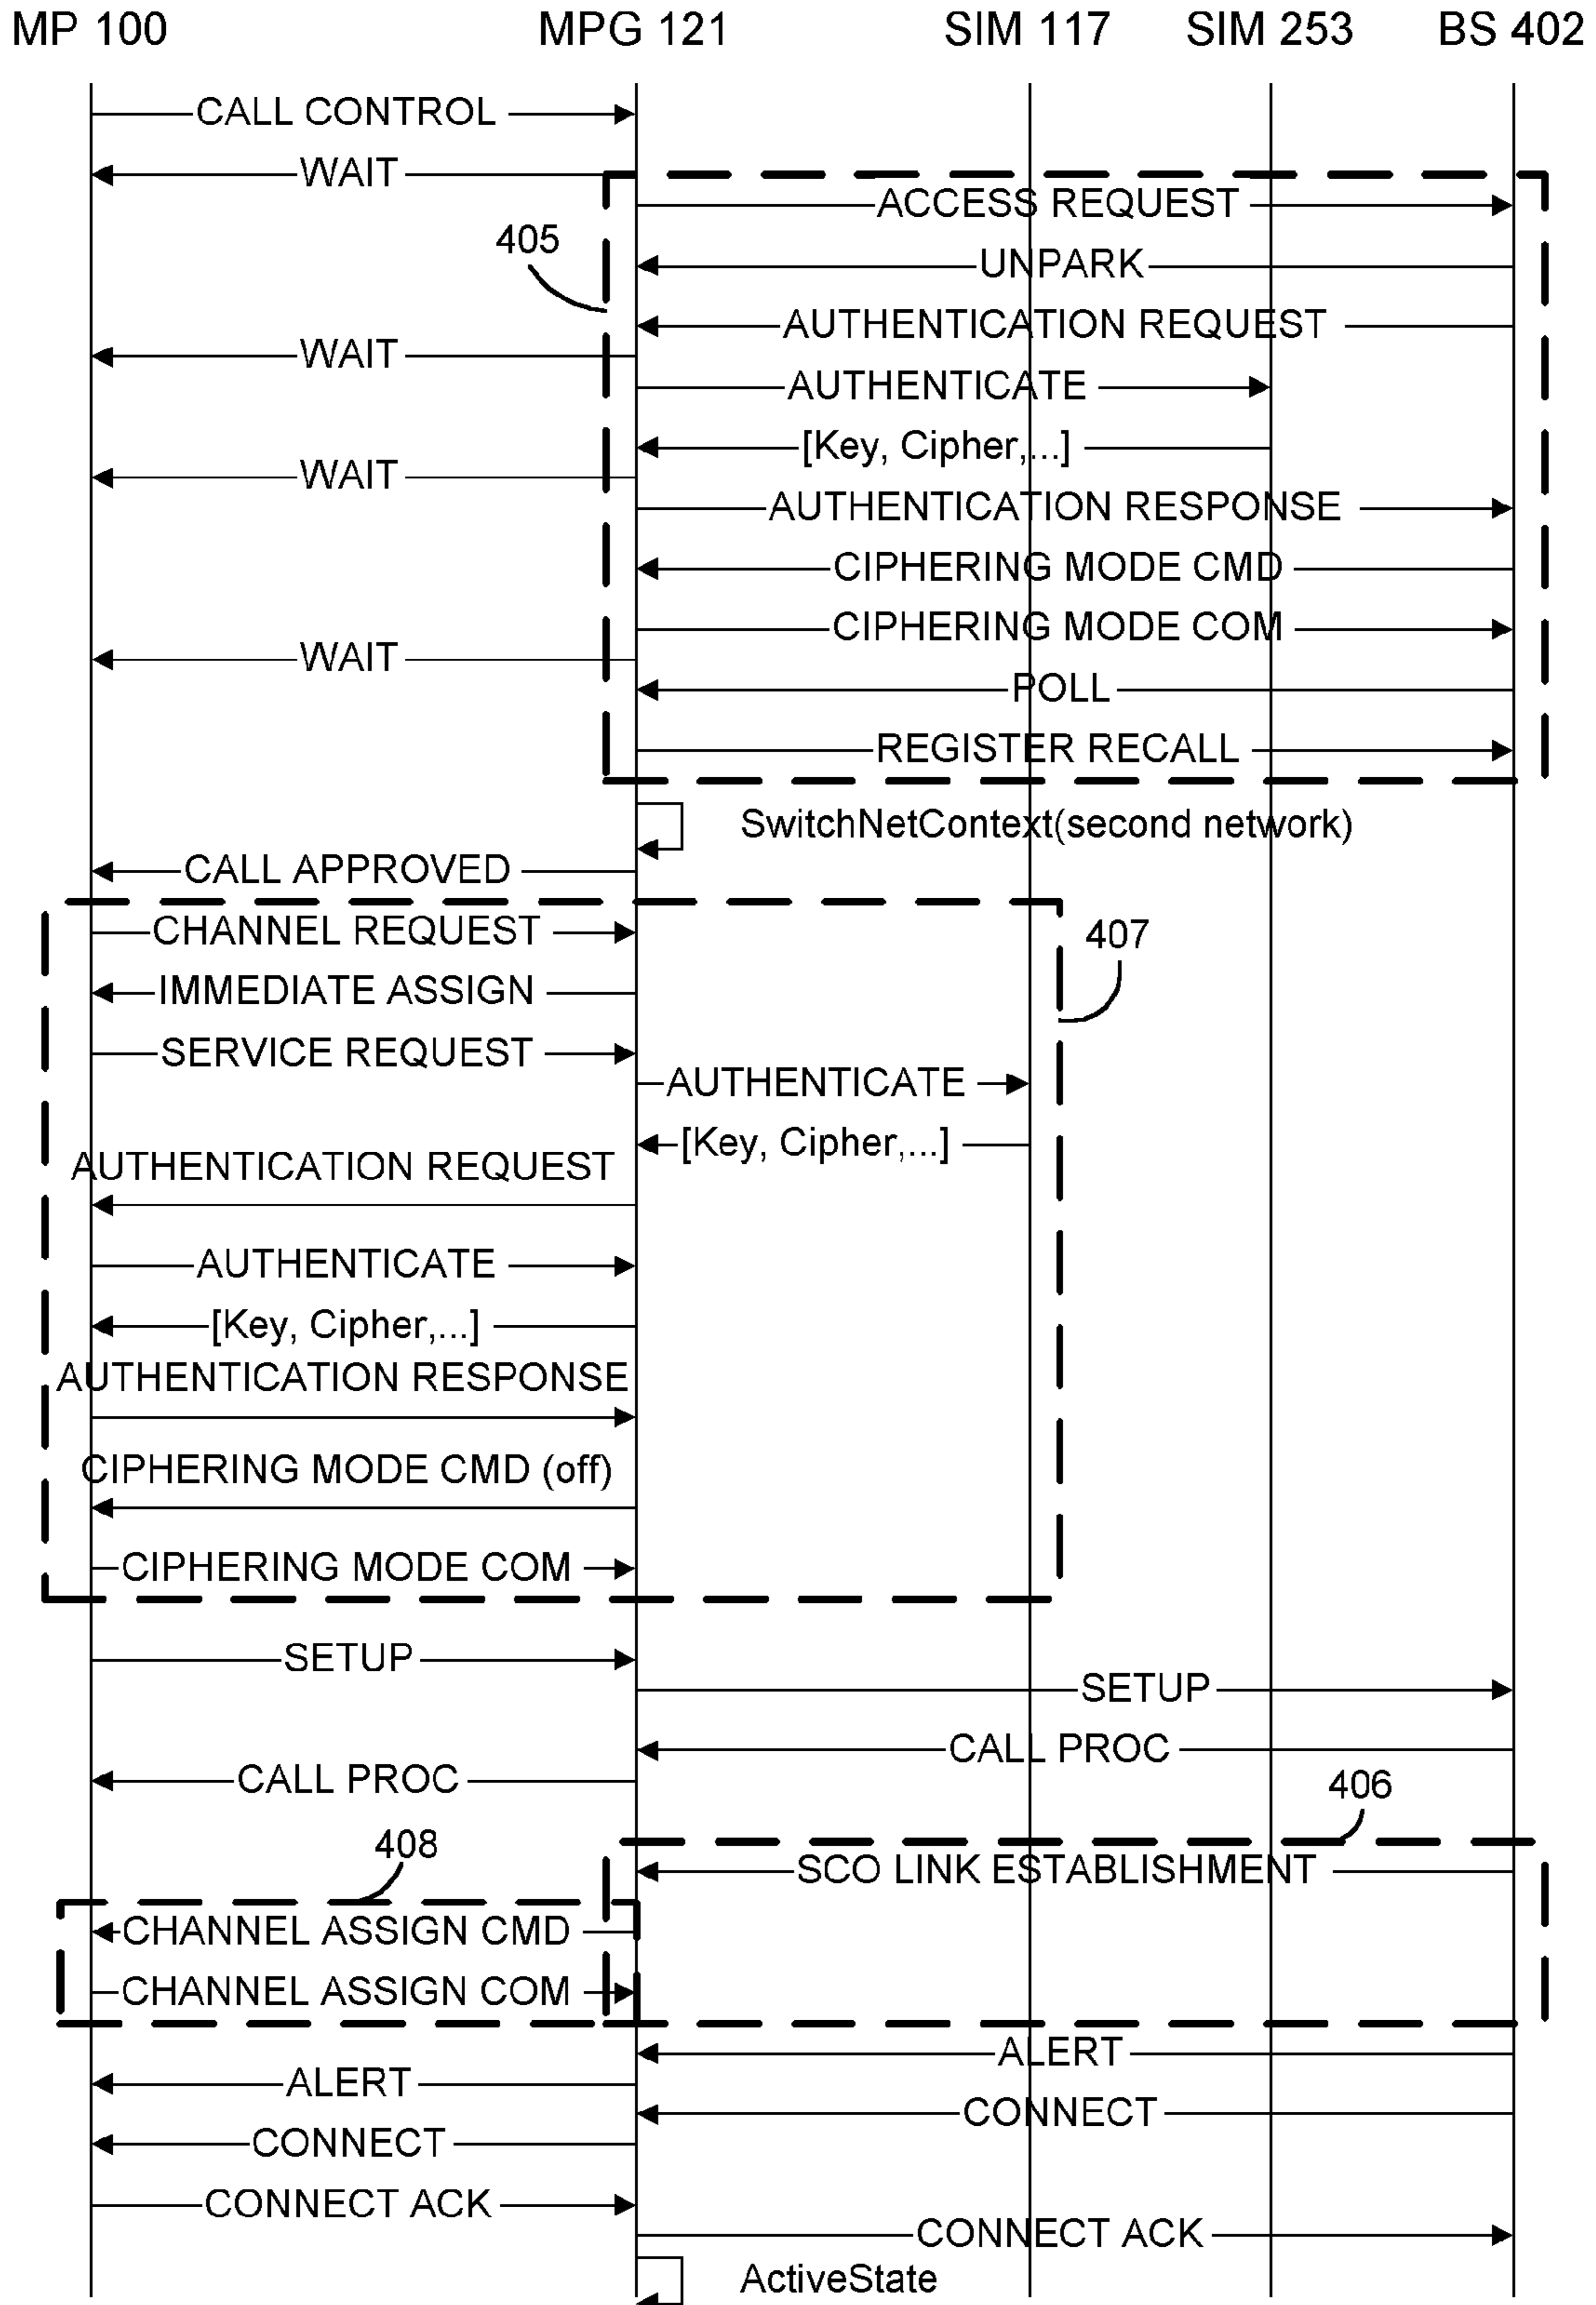 MP 100 MPG 121 SIM 117 SIM 253 BS 402
CALL CONTROL
WAIT
ACCESS REQUEST
405
UNPARK
AUTHENTICATION REQUEST
WAIT
AUTHENTICATE
[Key, Cipher,...]
WAIT
AUTHENTICATION RESPONSE
CIPHERING MODE CMD
CIPHERING MODE COM
WAIT
POLL
REGISTER RECALL
SwitchNetContext(second network)
CALL APPROVED
CHANNEL REQUEST
407
IMMEDIATE ASSIGN
SERVICE REQUEST
AUTHENTICATE
[Key, Cipher,...]
AUTHENTICATION REQUEST
AUTHENTICATE
[Key, Cipher,...]
AUTHENTICATION RESPONSE
CIPHERING MODE CMD (off)
CIPHERING MODE COM
SETUP
SETUP
CALL PROC
CALL PROC
406
408
SCO LINK ESTABLISHMENT
CHANNEL ASSIGN CMD
CHANNEL ASSIGN COM
ALERT
ALERT
CONNECT
CONNECT
CONNECT ACK
CONNECT ACK
ActiveState